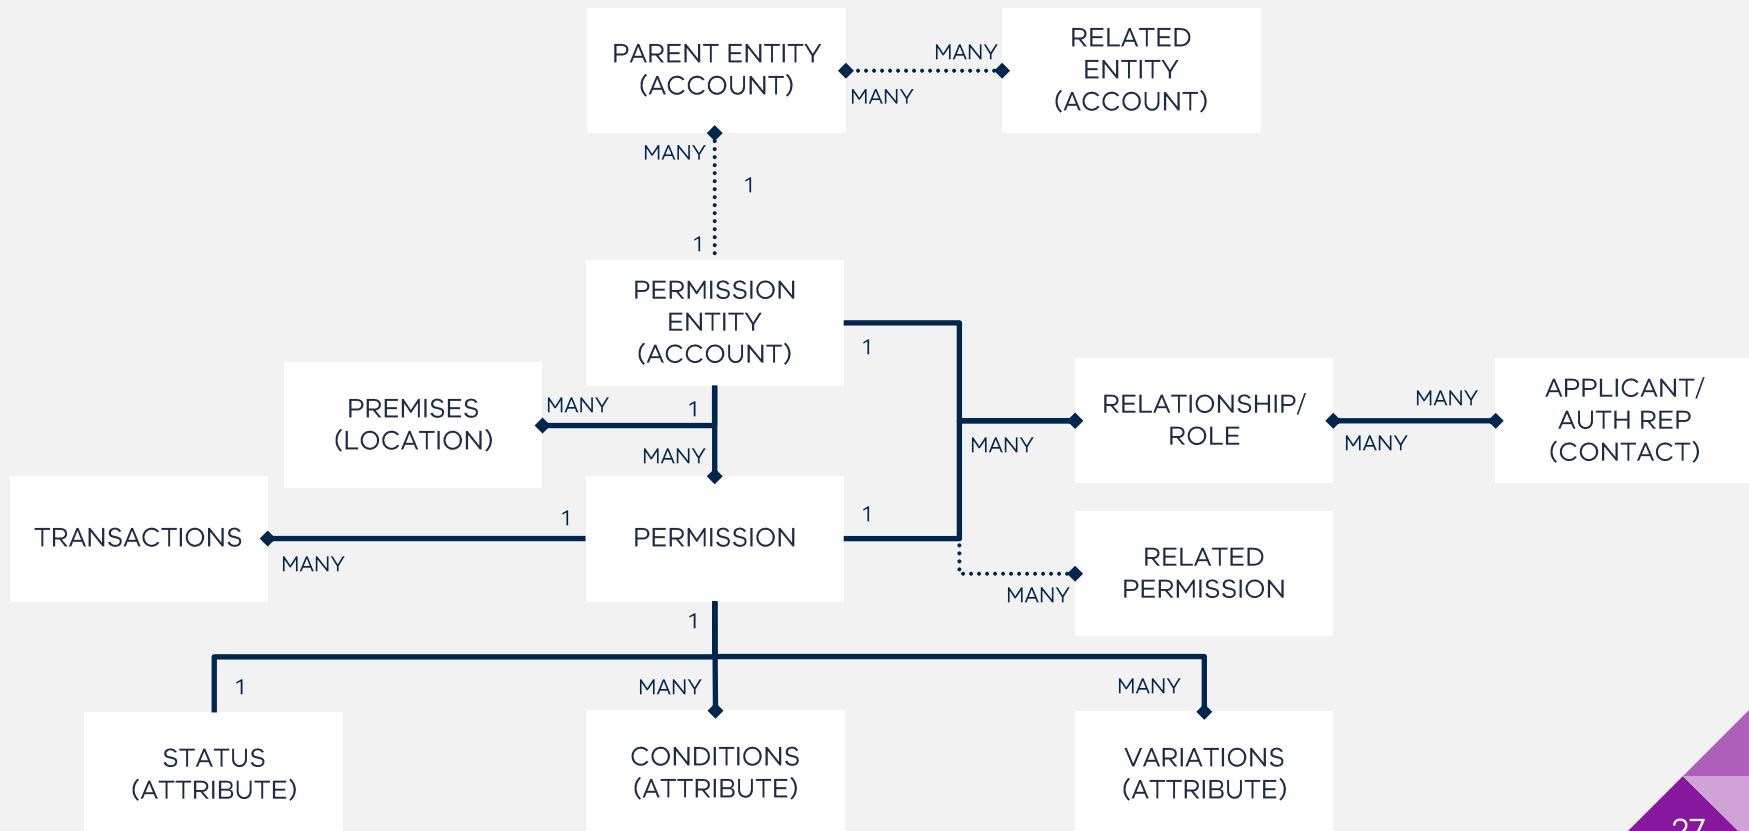 PARENT ENTITY
(ACCOUNT)
MANY
MANY
RELATED
ENTITY
(ACCOUNT)
MANY
1
1
PERMISSION
ENTITY
(ACCOUNT)
1
PREMISES
(LOCATION)
MANY
1
MANY
RELATIONSHIP/
ROLE
MANY
MANY
MANY
APPLICANT/
AUTH REP
(CONTACT)
TRANSACTIONS
MANY
1
PERMISSION
1
RELATED
PERMISSION
MANY
1
1
MANY
MANY
STATUS
(ATTRIBUTE)
CONDITIONS
(ATTRIBUTE)
VARIATIONS
(ATTRIBUTE)
27